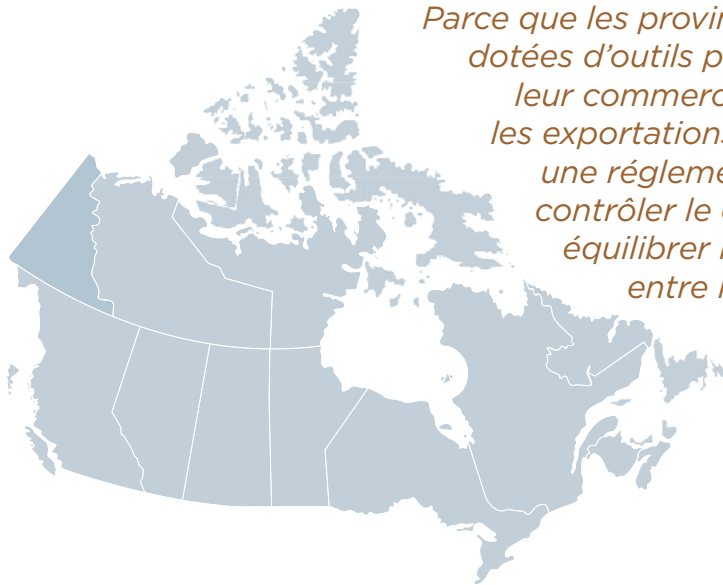 Parce que les provin
dotées d’outils p
leur commerc
les exportations
une régleme
contrôler le
équilibrer
entre